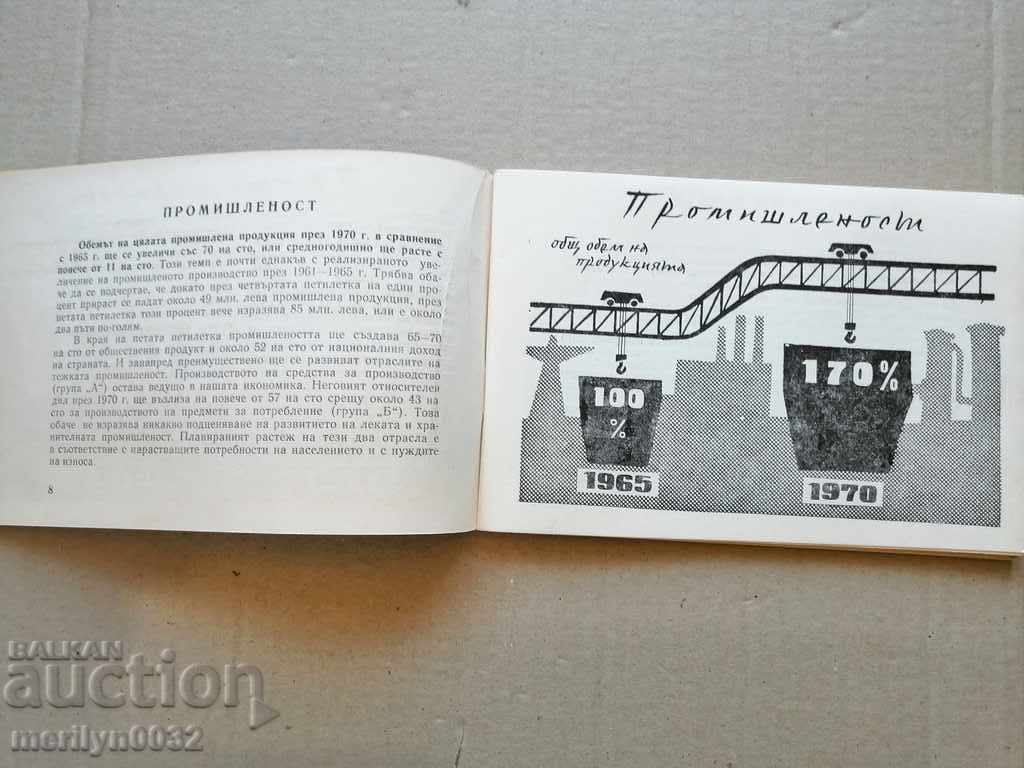 ПРОМИШЛЕНОСТ
Обемът на цялата промишлена продукция през 1970 г. в сравнение
с 1965 г. ще се увеличи със 70 на сто, или средногодишно ще расте с
повече от 11 на сто. Този темп е почти еднакъв с реализираното уве-
личение на промишленото производство през 1961—1965 г. Трябва оба-
че да се подчертае, че докато през четвъртата петилетка на един про-
цент прираст се падат около 49 млн. лева промишлена продукция, през
петата петилетка този процент вече изразява 85 млн. лева, или е около
два пъти по-голям.
В края на петата петилетка промишлеността ще създава 65—70
на сто от обществения продукт и около 52 на сто от националния доход
на страната. И занапред преимуществено ще се развиват отраслите на
тежката промишленост. Производството на средства за производство
(група „А") остава ведущо в нашата икономика. Неговият относителен
дял през 1970 г. ще възлиза на повече от 57 на сто срещу около 43 на
сто за производството на предмети за потребление (група „Б"). Това
обаче не изразява никакво подценяване на развитието на леката и хра-
нителната промишленост. Планираният растеж на тези два отрасла е
в съответствие с нарастващите потребности на населението и с нуждите
на износа.
8
Промишленост
общ обем на
продукцията
100
%
170%
1965
1970
BALKAN
auction
merilyn0032